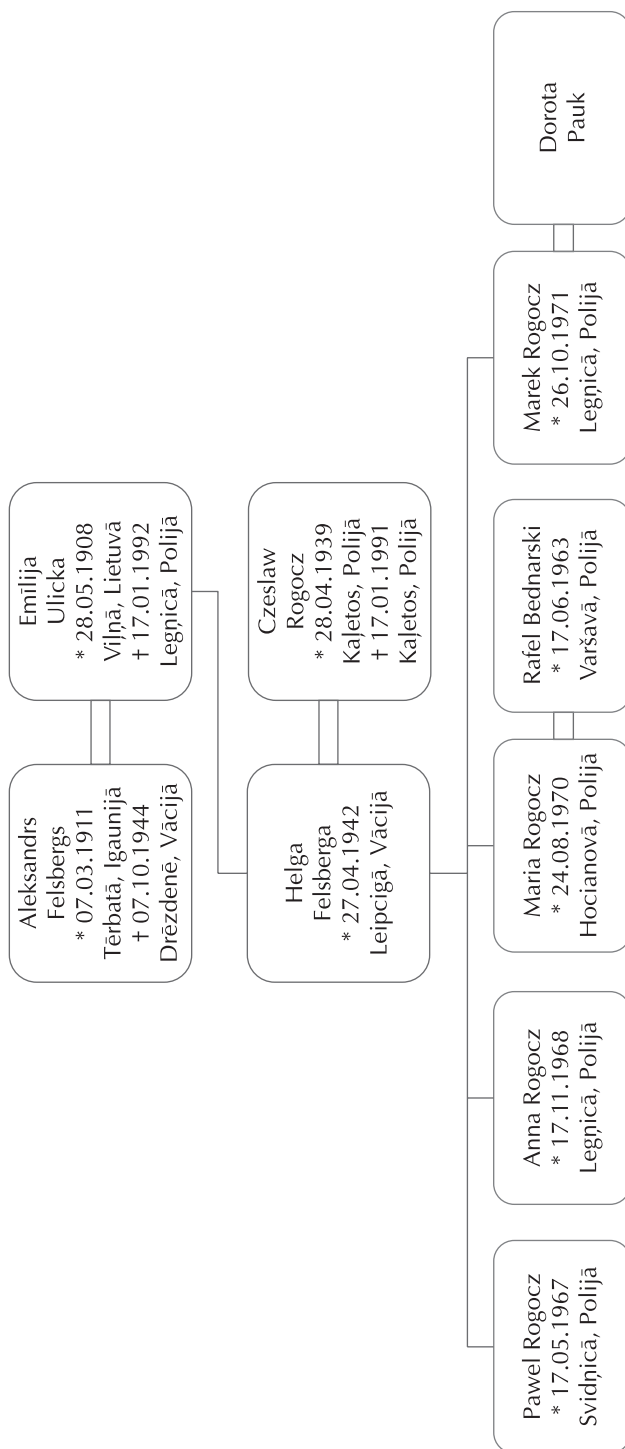 Aleksandrs
Felsbergs
* 07.03.1911
Tērbatā, Igaunijā
† 07.10.1944
Drēzdenē, Vācijā
Emīlija
Ulicka
* 28.05.1908
Viļņā, Lietuvā
† 17.01.1992
Legņicā, Polijā
Helga
Felsberga
* 27.04.1942
Leipcigā, Vācijā
Czeslaw
Rogocz
* 28.04.1939
Kaļetos, Polijā
† 17.01.1991
Kaļetos, Polijā
Pawel Rogocz
* 17.05.1967
Svidņicā, Polijā
Anna Rogocz
* 17.11.1968
Legņicā, Polijā
Maria Rogocz
* 24.08.1970
Hocianovā, Polijā
Rafel Bednarski
* 17.06.1963
Varšavā, Polijā
Marek Rogocz
* 26.10.1971
Legņicā, Polijā
Dorota
Pauk